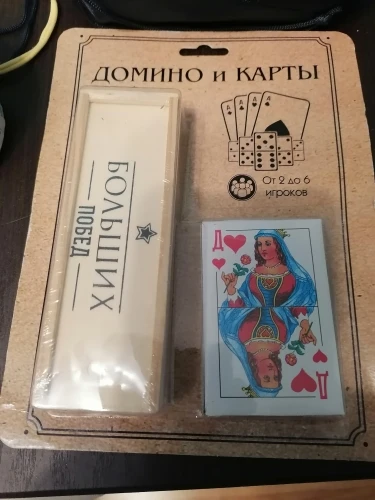 ДОМИНО и КАРТЫ
От 2 до 6
игроков
БОЛЬШИХ
ПОБЕД
Д
Д